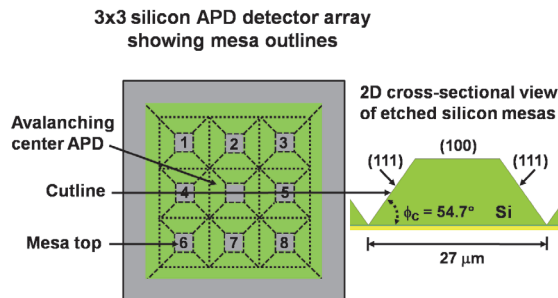 3x3 silicon APD detector array
showing mesa outlines
2D cross-sectional view
of etched silicon mesas
Avalanching
center APD
Cutline
Mesa top
1 2 3
4 5
6 7 8
(100)
(111) (111)
ϕC = 54.7° Si
27 μm